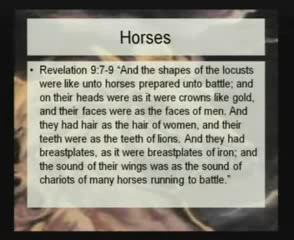 Horses
• Revelation 9:7-9 “And the shapes of the locusts
were like unto horses prepared unto battle; and
on their heads were as it were crowns like gold,
and their faces were as the faces of men. And
they had hair as the hair of women, and their
teeth were as the teeth of lions. And they had
breastplates, as it were breastplates of iron; and
the sound of their wings was as the sound of
chariots of many horses running to battle.”